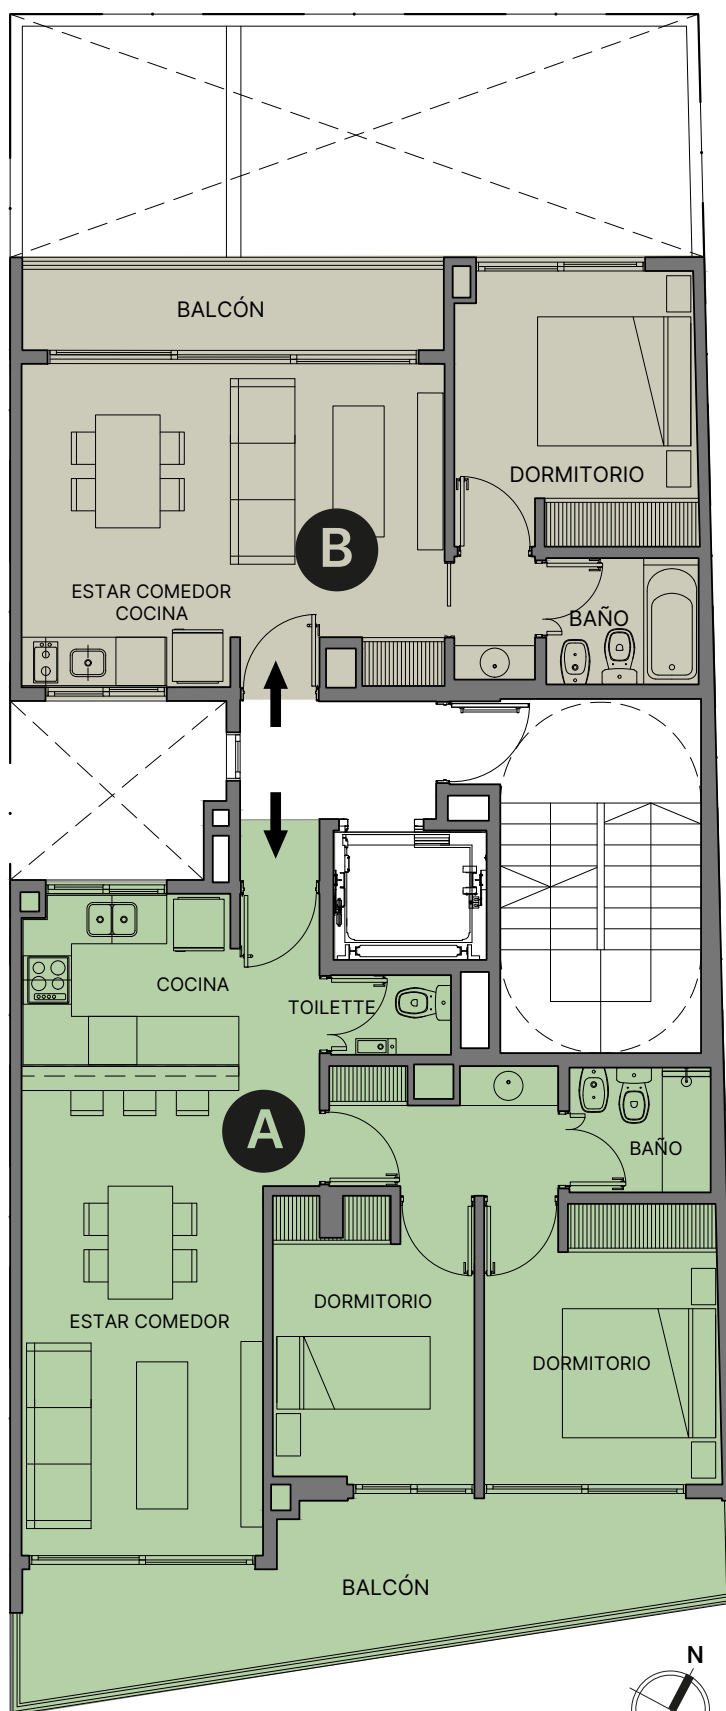 BALCÓN
DORMITORIO
B
ESTAR COMEDOR
COCINA
BAÑO
COCINA
TOILETTE
A
BAÑO
DORMITORIO
ESTAR COMEDOR
DORMITORIO
BALCÓN
N